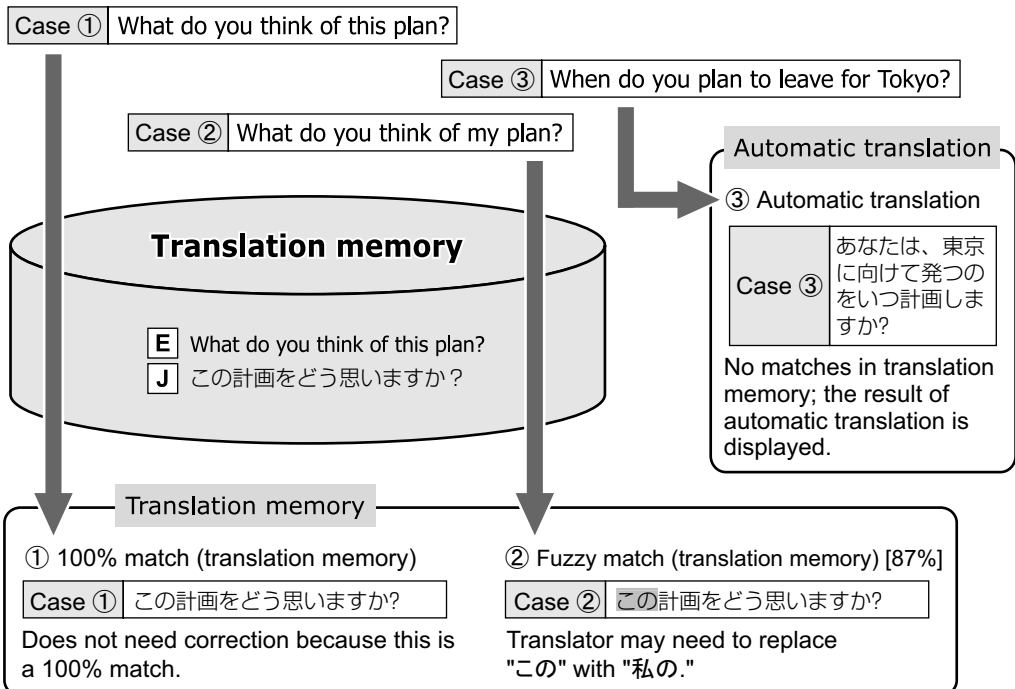 Case ① What do you think of this plan?
Case ③ When do you plan to leave for Tokyo?
Case ② What do you think of my plan?
Automatic translation
③ Automatic translation
Case ③
あなたは、東京
に向けて発つの
をいつ計画しま
すか?
No matches in translation
memory; the result of
automatic translation is
displayed.
Translation memory
E What do you think of this plan?
J この計画をどう思いますか？
Translation memory
① 100% match (translation memory)
Case ① この計画をどう思いますか?
Does not need correction because this is
a 100% match.
② Fuzzy match (translation memory) [87%]
Case ② この計画をどう思いますか?
Translator may need to replace
"この" with "私の."